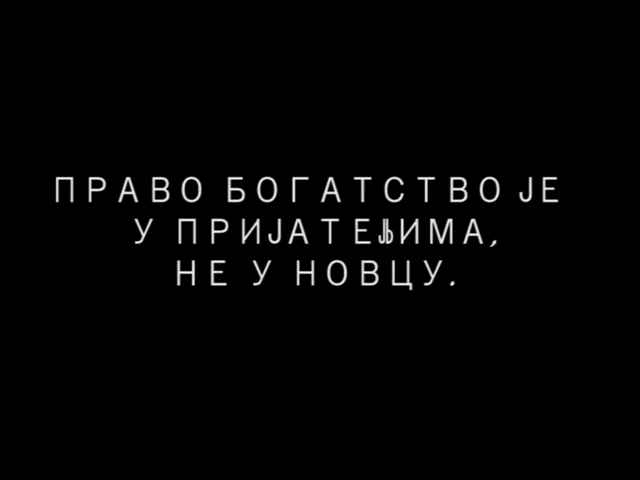 ПРАВО БОГАТСТВО ЈЕ
У ПРИЈАТЕЉИМА,
НЕ У НОВЦУ.